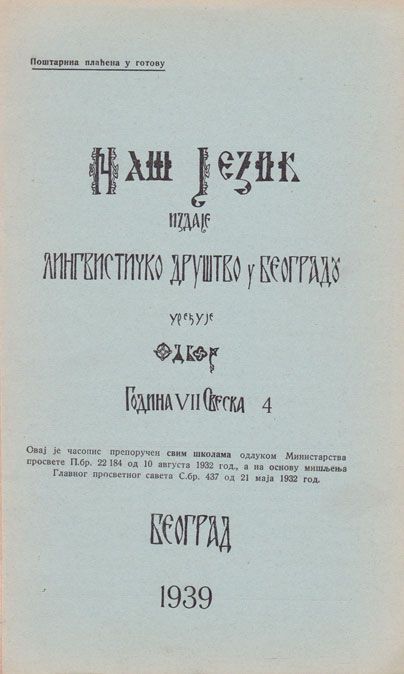 Поштарина плаћена у готову
Наш Језик
издаје
Лингвистичко друштво у Београду
уређује
Одбор
Година VII Свеска 4
Овај је часопис препоручен свим школама одлуком Министарства
просвете П.бр. 22 184 од 10 августа 1932 год., а на основу мишљења
Главног просветног савета С.бр. 437 од 21 маја 1932 год.
Београд
1939